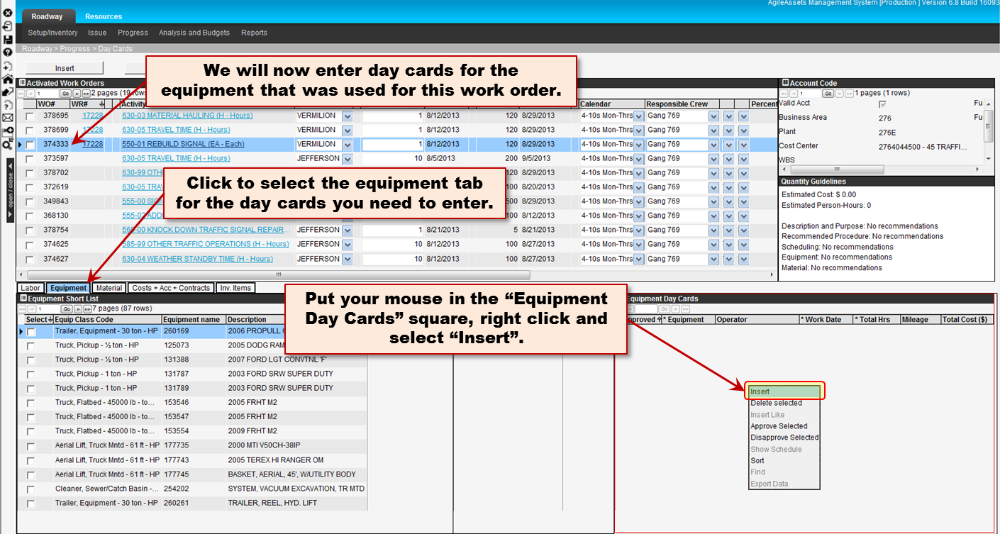 AgileAssets Management System [Production ] Version 6.8 Build 16093
Roadway Resources
Setup/Inventory Issue Progress Analysis and Budgets Reports
Roadway > Progress > Day Cards
Insert
We will now enter day cards for the
equipment that was used for this work order.
Activated Work Orders
1 Go 2 pages (19 rows
WO# WR# Activity Calendar Responsible Crew Percent
378695 17228 630-03 MATERIAL HAULING (H - Hours) VERMILION 1 8/12/2013 120 8/29/2013 4-10s Mon-Thrs Gang 769
378699 17228 630-05 TRAVEL TIME (H - Hours) VERMILION 1 8/12/2013 120 8/29/2013 4-10s Mon-Thrs Gang 769
374333 17228 550-01 REBUILD SIGNAL (EA - Each) VERMILION 1 8/12/2013 120 8/29/2013 4-10s Mon-Thrs Gang 769
373597 630-05 TRAVEL TIME (H - Hours) JEFFERSON 10 8/5/2013 200 9/5/2013 4-10s Mon-Thrs Gang 769
378702 630-99 OTH 120 8/29/2013 4-10s Mon-Thrs Gang 769
372619 630-05 TRA 100 8/20/2013 4-10s Mon-Thrs Gang 769
349843 555-00 SIGN 500 8/29/2013 4-10s Mon-Thrs Gang 769
368130 555-02 ADD 100 8/12/2013 4-10s Mon-Thrs Gang 769
378754 560-00 KNOCK DOWN TRAFFIC SIGNAL REPAIR... JEFFERSON 1 8/21/2013 5 8/21/2013 4-10s Mon-Thrs Gang 769
374625 585-99 OTHER TRAFFIC OPERATIONS (H - Hours) JEFFERSON 10 8/12/2013 100 8/27/2013 4-10s Mon-Thrs Gang 769
374627 630-04 WEATHER STANDBY TIME (H - Hours) JEFFERSON 10 8/12/2013 100 8/27/2013 4-10s Mon-Thrs Gang 769
Click to select the equipment tab
for the day cards you need to enter.
Account Code
1 Go 1 pages (1 rows)
Valid Acct Fu
Business Area 276 Fu
Plant 276E
Cost Center 2764044500 - 45 TRAFFI...
WBS
Quantity Guidelines
Estimated Cost: $ 0.00
Estimated Person-Hours: 0
Description and Purpose: No recommendations
Recommended Procedure: No recommendations
Scheduling: No recommendations
Equipment: No recommendations
Material: No recommendations
open / close
Labor Equipment Material Costs + Acc + Contracts Inv. Items
Equipment Short List
1 Go 7 pages (87 rows)
Select Equip Class Code Equipment name Description
Trailer, Equipment - 30 ton - HP 260169 2006 PROPULL
Truck, Pickup - ½ ton - HP 125073 2005 DODG RAM
Truck, Pickup - ½ ton - HP 131388 2007 FORD LGT CONVTNL 'F'
Truck, Pickup - 1 ton - HP 131787 2003 FORD SRW SUPER DUTY
Truck, Pickup - 1 ton - HP 131789 2003 FORD SRW SUPER DUTY
Truck, Flatbed - 45000 lb - to... 153546 2005 FRHT M2
Truck, Flatbed - 45000 lb - to... 153547 2005 FRHT M2
Truck, Flatbed - 45000 lb - to... 153554 2009 FRHT M2
Aerial Lift, Truck Mntd - 61 ft - HP 177735 2000 MTI V50CH-38IP
Aerial Lift, Truck Mntd - 61 ft - HP 177743 2005 TEREX HI RANGER OM
Aerial Lift, Truck Mntd - 61 ft - HP 177745 BASKET, AERIAL, 45', W/UTILITY BODY
Cleaner, Sewer/Catch Basin -... 254202 SYSTEM, VACUUM EXCAVATION, TR MTD
Trailer, Equipment - 30 ton - HP 260261 TRAILER, REEL, HYD. LIFT
Put your mouse in the “Equipment
Day Cards” square, right click and
select “Insert”.
Equipment Day Cards
Go
pproved * Equipment Operator * Work Date * Total Hrs Mileage Total Cost ($)
Insert
Delete selected
Insert Like
Approve Selected
Disapprove Selected
Show Schedule
Sort
Find
Export Data